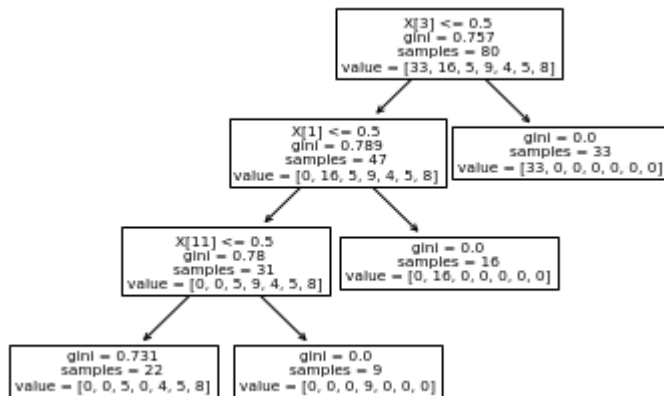 X[3] <= 0.5
gini = 0.757
samples = 80
value = [33, 16, 5, 9, 4, 5, 8]
X[1] <= 0.5
gini = 0.789
samples = 47
value = [0, 16, 5, 9, 4, 5, 8]
gini = 0.0
samples = 33
value = [33, 0, 0, 0, 0, 0, 0]
X[11] <= 0.5
gini = 0.78
samples = 31
value = [0, 0, 5, 9, 4, 5, 8]
gini = 0.0
samples = 16
value = [0, 16, 0, 0, 0, 0, 0]
gini = 0.731
samples = 22
value = [0, 0, 5, 0, 4, 5, 8]
gini = 0.0
samples = 9
value = [0, 0, 0, 9, 0, 0, 0]